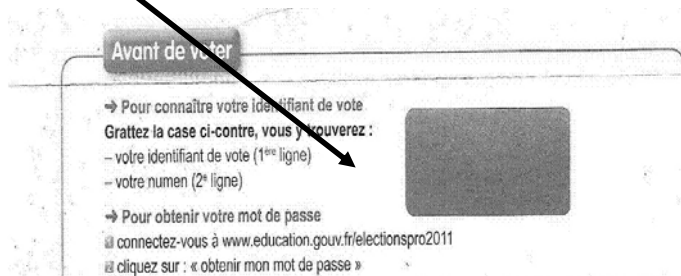 Avant de voter
➔ Pour connaître votre identifiant de vote
Grattez la case ci-contre, vous y trouverez :
– votre identifiant de vote (1ère ligne)
– votre numen (2e ligne)
➔ Pour obtenir votre mot de passe
connectez-vous à www.education.gouv.fr/electionspro2011
cliquez sur : « obtenir mon mot de passe »